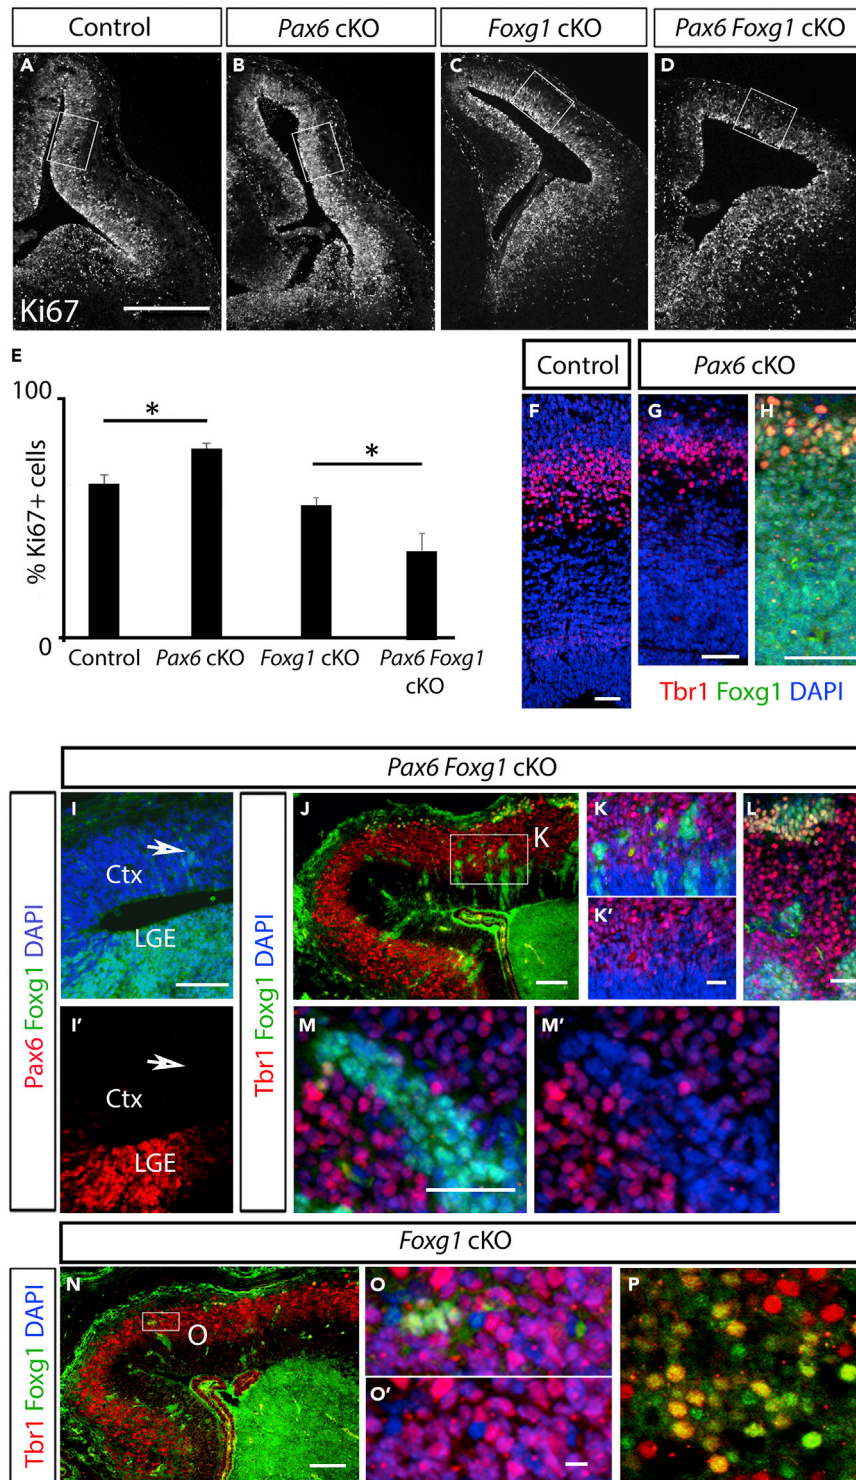 Control
Pax6 cKO
Foxg1 cKO
Pax6 Foxg1 cKO
A
B
C
D
Ki67
E
100
% Ki67+ cells
0
*
*
Control
Pax6 cKO
Foxg1 cKO
Pax6 Foxg1
cKO
Control
Pax6 cKO
F
G
H
Tbr1 Foxg1 DAPI
Pax6 Foxg1 cKO
Pax6 Foxg1 DAPI
I
Ctx
LGE
I’
Ctx
LGE
Tbr1 Foxg1 DAPI
J
K
K
K’
L
M
M’
Foxg1 cKO
Tbr1 Foxg1 DAPI
N
O
O
O’
P